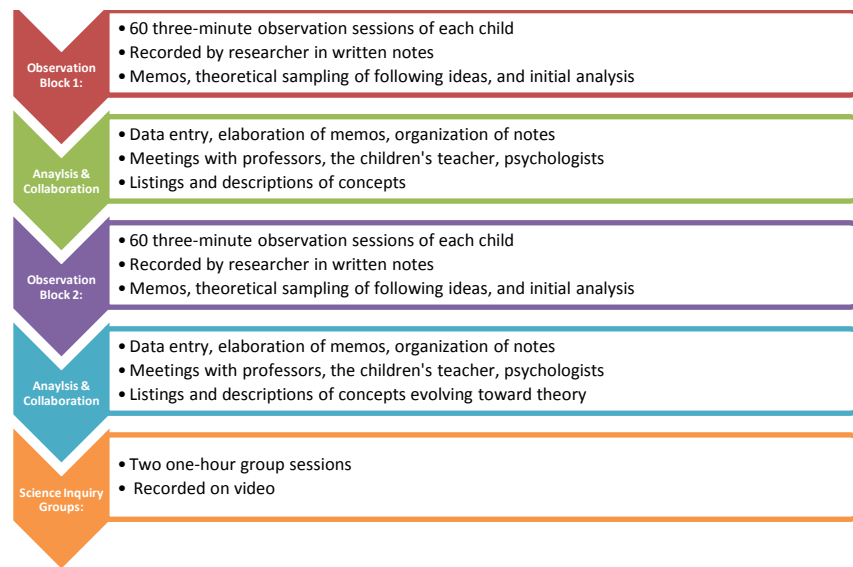 Observation
Block 1:
• 60 three-minute observation sessions of each child
• Recorded by researcher in written notes
• Memos, theoretical sampling of following ideas, and initial analysis
Anaylsis &
Collaboration
• Data entry, elaboration of memos, organization of notes
• Meetings with professors, the children's teacher, psychologists
• Listings and descriptions of concepts
Observation
Block 2:
• 60 three-minute observation sessions of each child
• Recorded by researcher in written notes
• Memos, theoretical sampling of following ideas, and initial analysis
Anaylsis &
Collaboration
• Data entry, elaboration of memos, organization of notes
• Meetings with professors, the children's teacher, psychologists
• Listings and descriptions of concepts evolving toward theory
Science Inquiry
Groups:
• Two one-hour group sessions
• Recorded on video